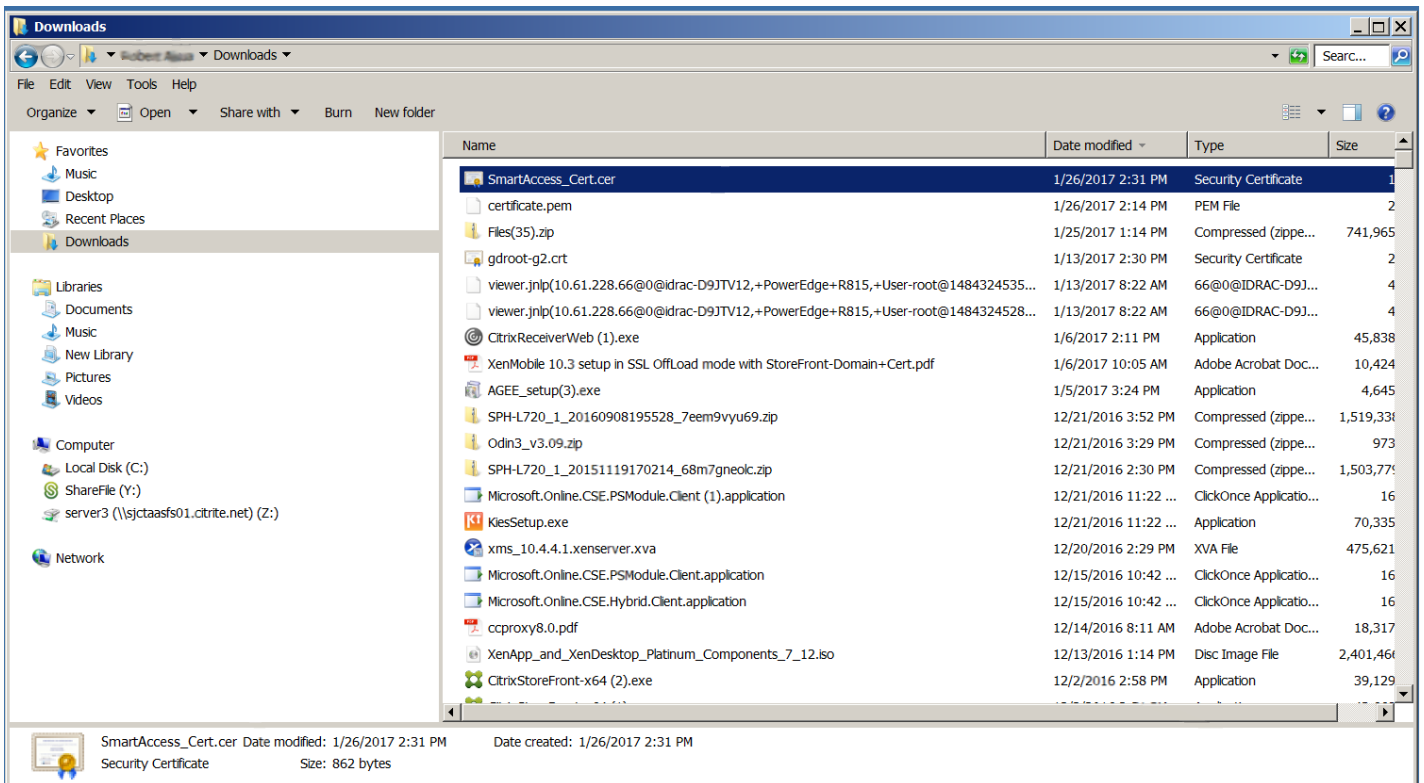 Downloads
Downloads
Searc...
File Edit View Tools Help
Organize Open Share with Burn New folder
Favorites
Music
Desktop
Recent Places
Downloads
Libraries
Documents
Music
New Library
Pictures
Videos
Computer
Local Disk (C:)
ShareFile (Y:)
server3 (\\sjctaasfs01.citrite.net) (Z:)
Network
Name Date modified Type Size
SmartAccess_Cert.cer 1/26/2017 2:31 PM Security Certificate 1
certificate.pem 1/26/2017 2:14 PM PEM File 2
Files(35).zip 1/25/2017 1:14 PM Compressed (zippe... 741,965
gdroot-g2.crt 1/13/2017 2:30 PM Security Certificate 2
viewer.jnlp(10.61.228.66@0@idrac-D9JTV12,+PowerEdge+R815,+User-root@1484324535... 1/13/2017 8:22 AM 66@0@IDRAC-D9J... 4
viewer.jnlp(10.61.228.66@0@idrac-D9JTV12,+PowerEdge+R815,+User-root@1484324528... 1/13/2017 8:22 AM 66@0@IDRAC-D9J... 4
CitrixReceiverWeb (1).exe 1/6/2017 2:11 PM Application 45,838
XenMobile 10.3 setup in SSL OffLoad mode with StoreFront-Domain+Cert.pdf 1/6/2017 10:05 AM Adobe Acrobat Doc... 10,424
AGEE_setup(3).exe 1/5/2017 3:24 PM Application 4,645
SPH-L720_1_20160908195528_7eem9vyu69.zip 12/21/2016 3:52 PM Compressed (zippe... 1,519,338
Odin3_v3.09.zip 12/21/2016 3:29 PM Compressed (zippe... 973
SPH-L720_1_20151119170214_68m7gneolc.zip 12/21/2016 2:30 PM Compressed (zippe... 1,503,779
Microsoft.Online.CSE.PSModule.Client (1).application 12/21/2016 11:22 ... ClickOnce Applicatio... 16
KiesSetup.exe 12/21/2016 11:22 ... Application 70,335
xms_10.4.4.1.xenserver.xva 12/20/2016 2:29 PM XVA File 475,621
Microsoft.Online.CSE.PSModule.Client.application 12/15/2016 10:42 ... ClickOnce Applicatio... 16
Microsoft.Online.CSE.Hybrid.Client.application 12/15/2016 10:42 ... ClickOnce Applicatio... 16
ccproxy8.0.pdf 12/14/2016 8:11 AM Adobe Acrobat Doc... 18,317
XenApp_and_XenDesktop_Platinum_Components_7_12.iso 12/13/2016 1:14 PM Disc Image File 2,401,466
CitrixStoreFront-x64 (2).exe 12/2/2016 2:58 PM Application 39,129
SmartAccess_Cert.cer Date modified: 1/26/2017 2:31 PM Date created: 1/26/2017 2:31 PM
Security Certificate Size: 862 bytes